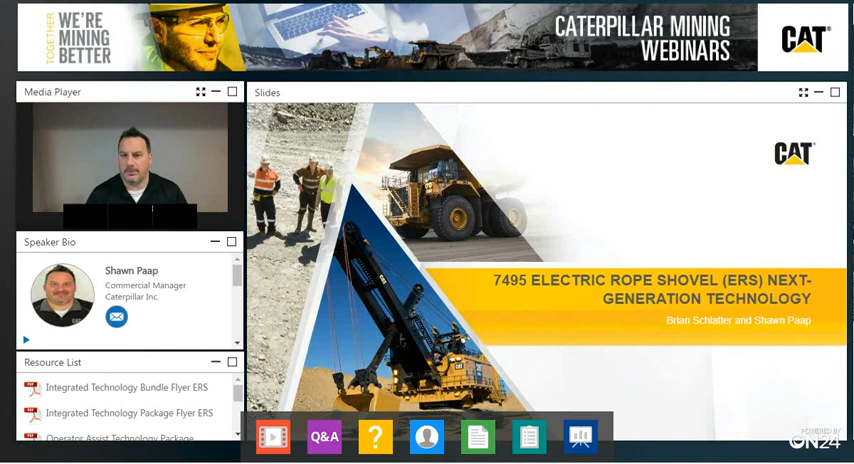 TOGETHER
WE'RE
MINING
BETTER
CATERPILLAR MINING
WEBINARS
CAT
Media Player
Slides
CAT
Speaker Bio
Shawn Paap
Commercial Manager
Caterpillar Inc.
7495 ELECTRIC ROPE SHOVEL (ERS) NEXT-
GENERATION TECHNOLOGY
Brian Schlatter and Shawn Paap
Resource List
Integrated Technology Bundle Flyer ERS
Integrated Technology Package Flyer ERS
Operator Assist Technology Package
Q&A
?
POWERED BY
ON24